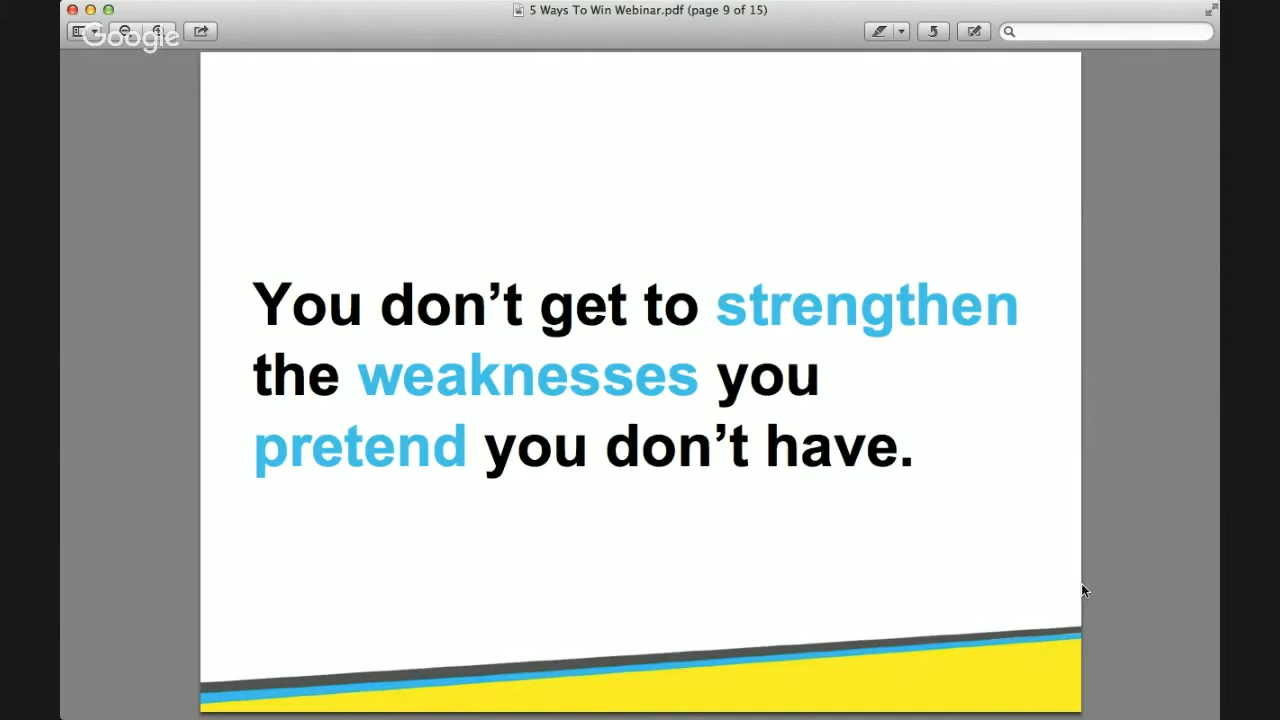 5 Ways To Win Webinar.pdf (page 9 of 15)
Google
You don’t get to strengthen
the weaknesses you
pretend you don’t have.